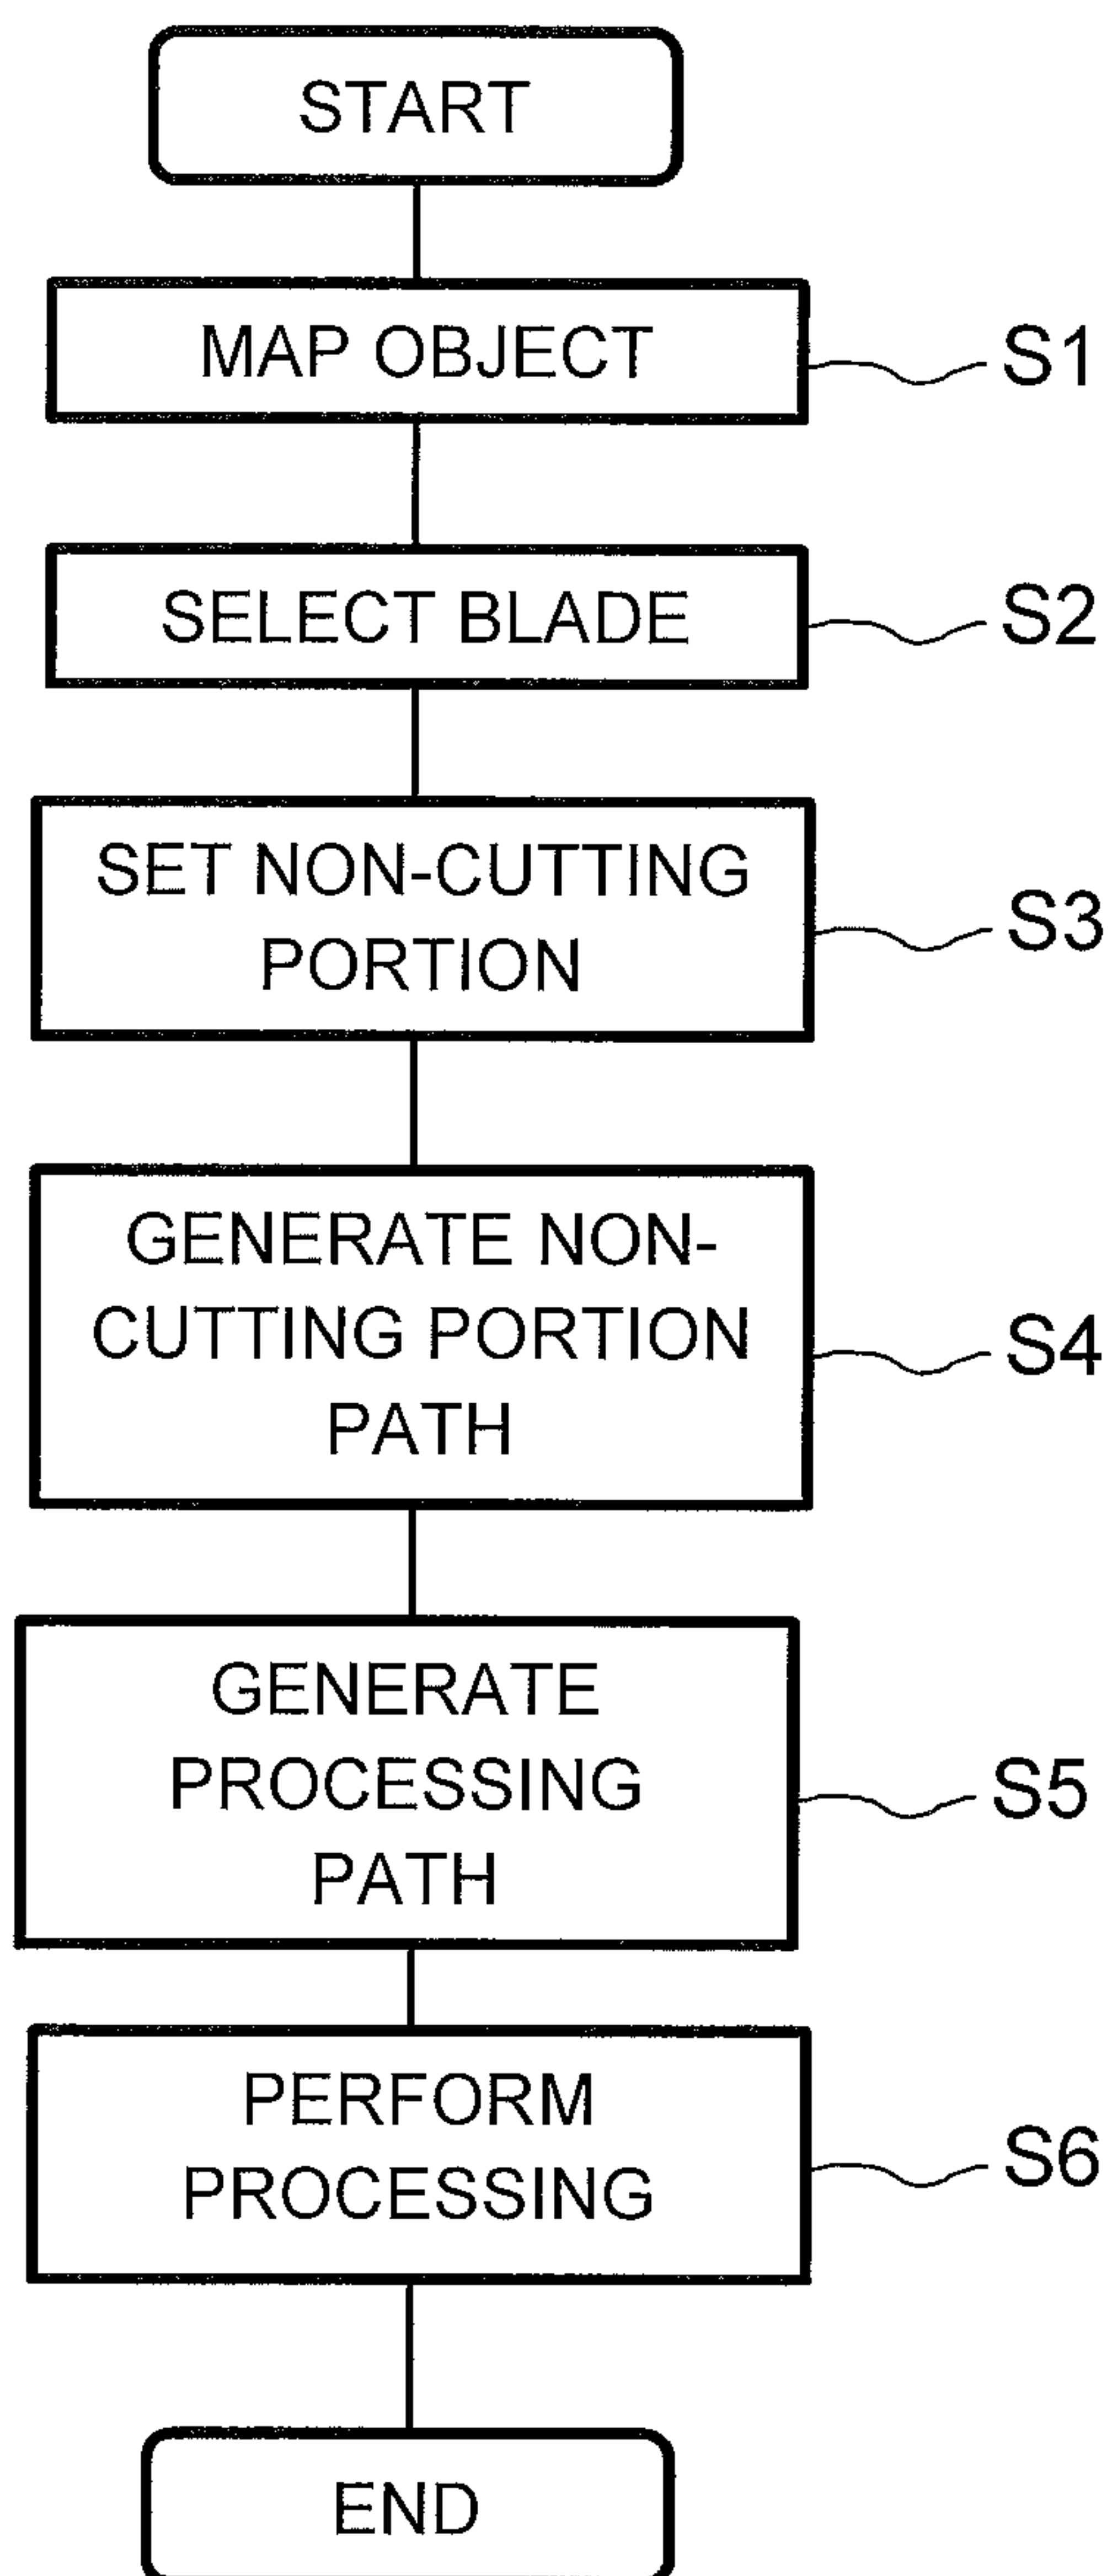 START
MAP OBJECT
S1
SELECT BLADE
S2
SET NON-CUTTING
PORTION
S3
GENERATE NON-
CUTTING PORTION
PATH
S4
GENERATE
PROCESSING
PATH
S5
PERFORM
PROCESSING
S6
END